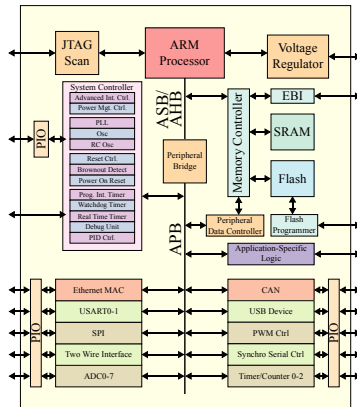 JTAG
Scan
ARM
Processor
Voltage
Regulator
System Controller
Advanced Int. Ctrl.
Power Mgt. Ctrl.
PLL
Osc
RC Osc
Reset Ctrl.
Brownout Detect
Power On Reset
Prog. Int. Timer
Watchdog Timer
Real Time Timer
Debug Unit
PID Ctrl.
PIO
ASB/
AHB
Peripheral
Bridge
APB
Memory Controller
EBI
SRAM
Flash
Peripheral
Data Controller
Flash
Programmer
Application-Specific
Logic
PIO
Ethernet MAC
USART0-1
SPI
Two Wire Interface
ADC0-7
CAN
USB Device
PWM Ctrl
Synchro Serial Ctrl
Timer/Counter 0-2
PIO